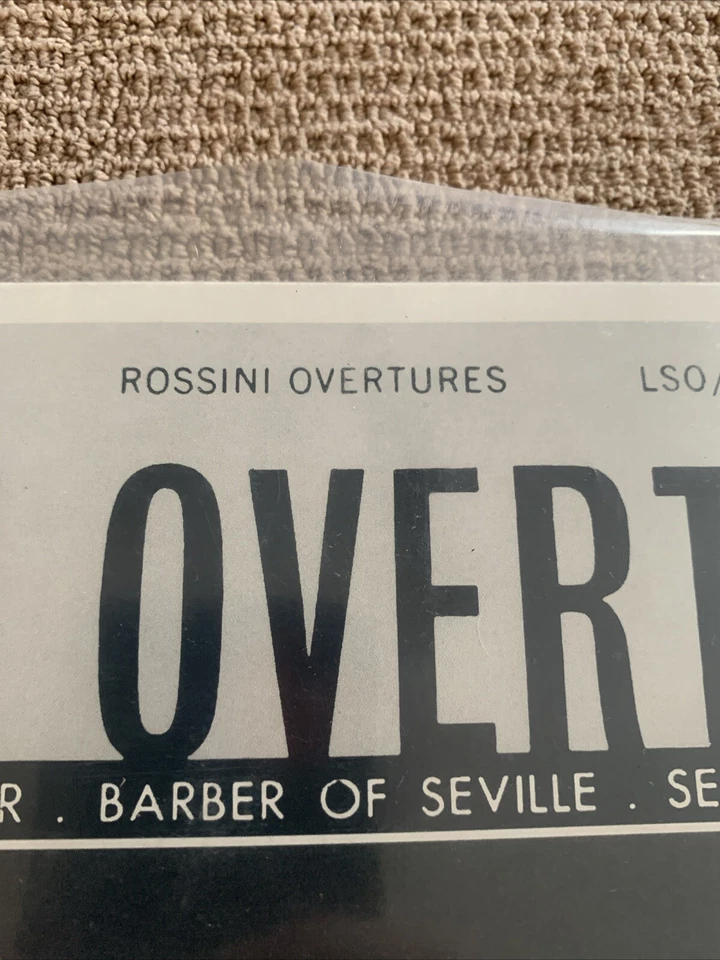 ROSSINI OVERTURES LSO/
OVERT
R . BARBER OF SEVILLE . SE